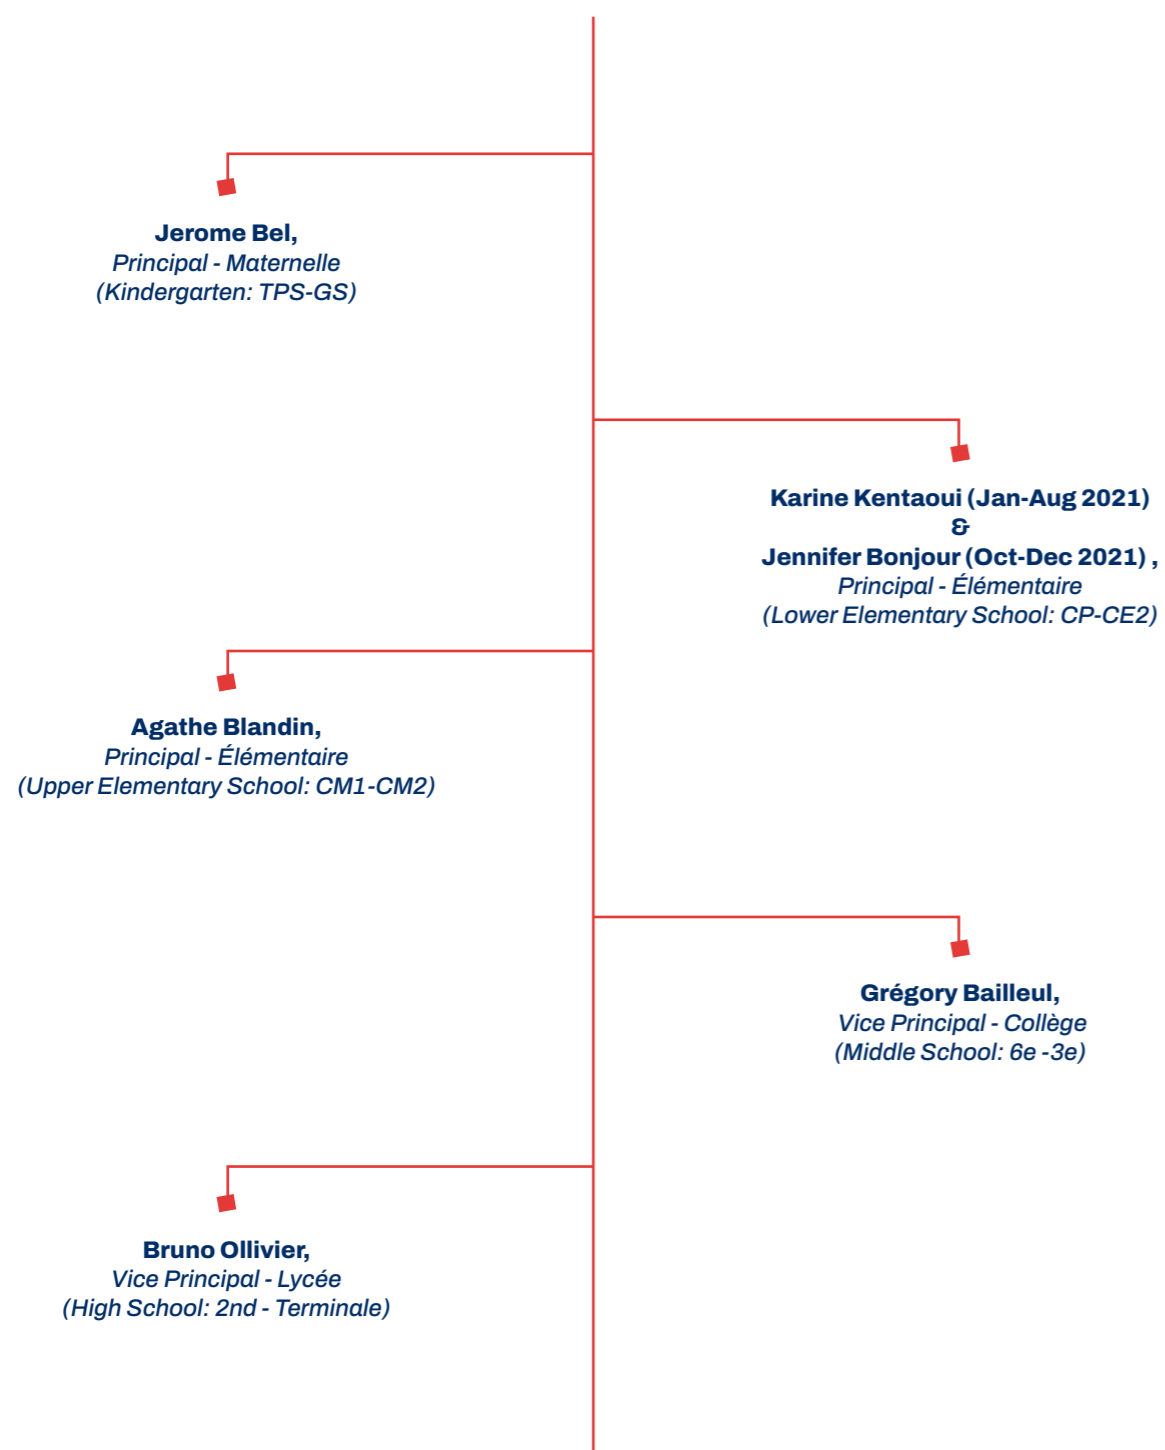 Jerome Bel,
Principal - Maternelle
(Kindergarten: TPS-GS)
Karine Kentaoui (Jan-Aug 2021)
&
Jennifer Bonjour (Oct-Dec 2021) ,
Principal - Élémentaire
(Lower Elementary School: CP-CE2)
Agathe Blandin,
Principal - Élémentaire
(Upper Elementary School: CM1-CM2)
Grégory Bailleul,
Vice Principal - Collège
(Middle School: 6e -3e)
Bruno Ollivier,
Vice Principal - Lycée
(High School: 2nd - Terminale)